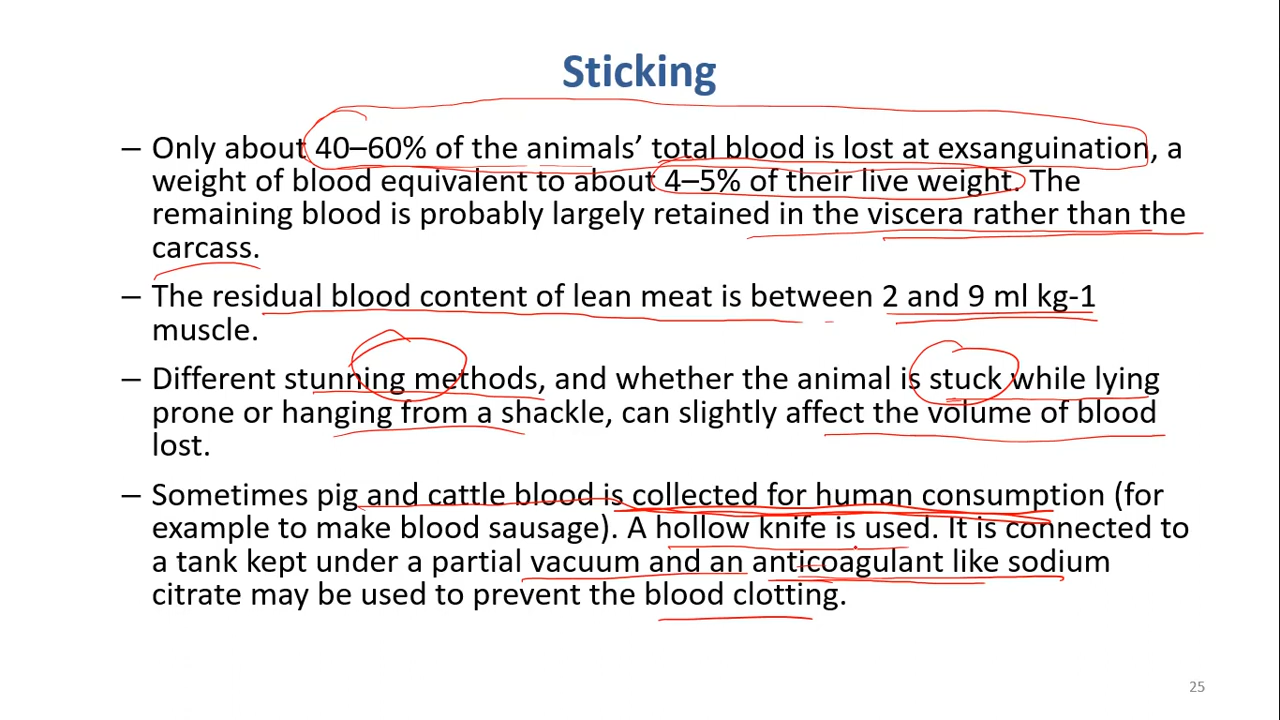 Sticking
– Only about 40–60% of the animals’ total blood is lost at exsanguination, a
weight of blood equivalent to about 4–5% of their live weight. The
remaining blood is probably largely retained in the viscera rather than the
carcass.
– The residual blood content of lean meat is between 2 and 9 ml kg-1
muscle.
– Different stunning methods, and whether the animal is stuck while lying
prone or hanging from a shackle, can slightly affect the volume of blood
lost.
– Sometimes pig and cattle blood is collected for human consumption (for
example to make blood sausage). A hollow knife is used. It is connected to
a tank kept under a partial vacuum and an anticoagulant like sodium
citrate may be used to prevent the blood clotting.
25